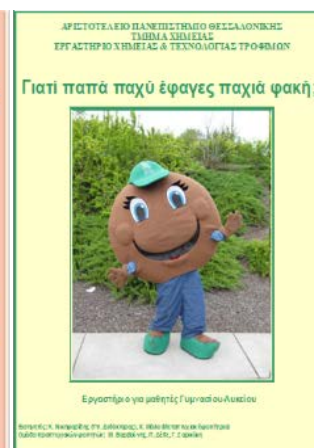 ΑΡΙΣΤΟΤΕΛΕΙΟ ΠΑΝΕΠΙΣΤΗΜΙΟ ΘΕΣΣΑΛΟΝΙΚΗΣ
ΤΜΗΜΑ ΧΗΜΕΙΑΣ
ΕΡΓΑΣΤΗΡΙΟ ΧΗΜΕΙΑΣ & ΤΕΧΝΟΛΟΓΙΑΣ ΤΡΟΦΙΜΩΝ
Γιατί παπά παχύ έφαγες παχιά φακή;
Εργαστήριο για μαθητές Γυμνασίου-Λυκείου